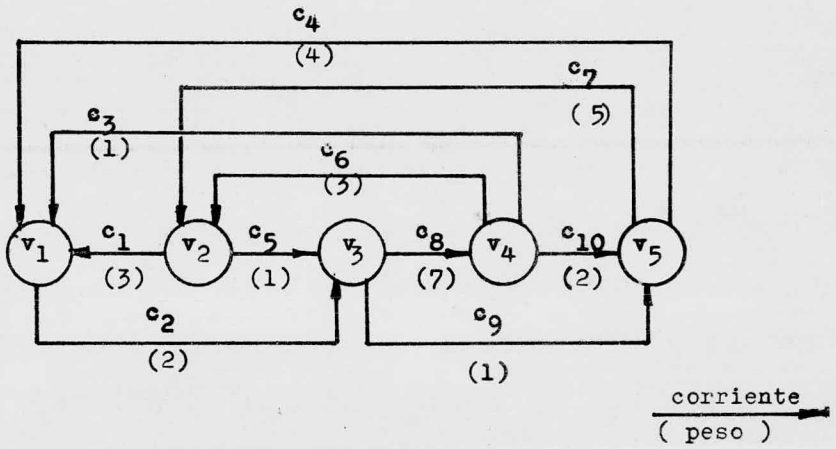 c4
(4)
c7
(5)
c3
(1)
c6
(3)
v1 c1 v2 c5 v3 c8 v4 c10 v5
(3) (1) (7) (2)
c2 c9
(2) (1)
corriente
( peso )